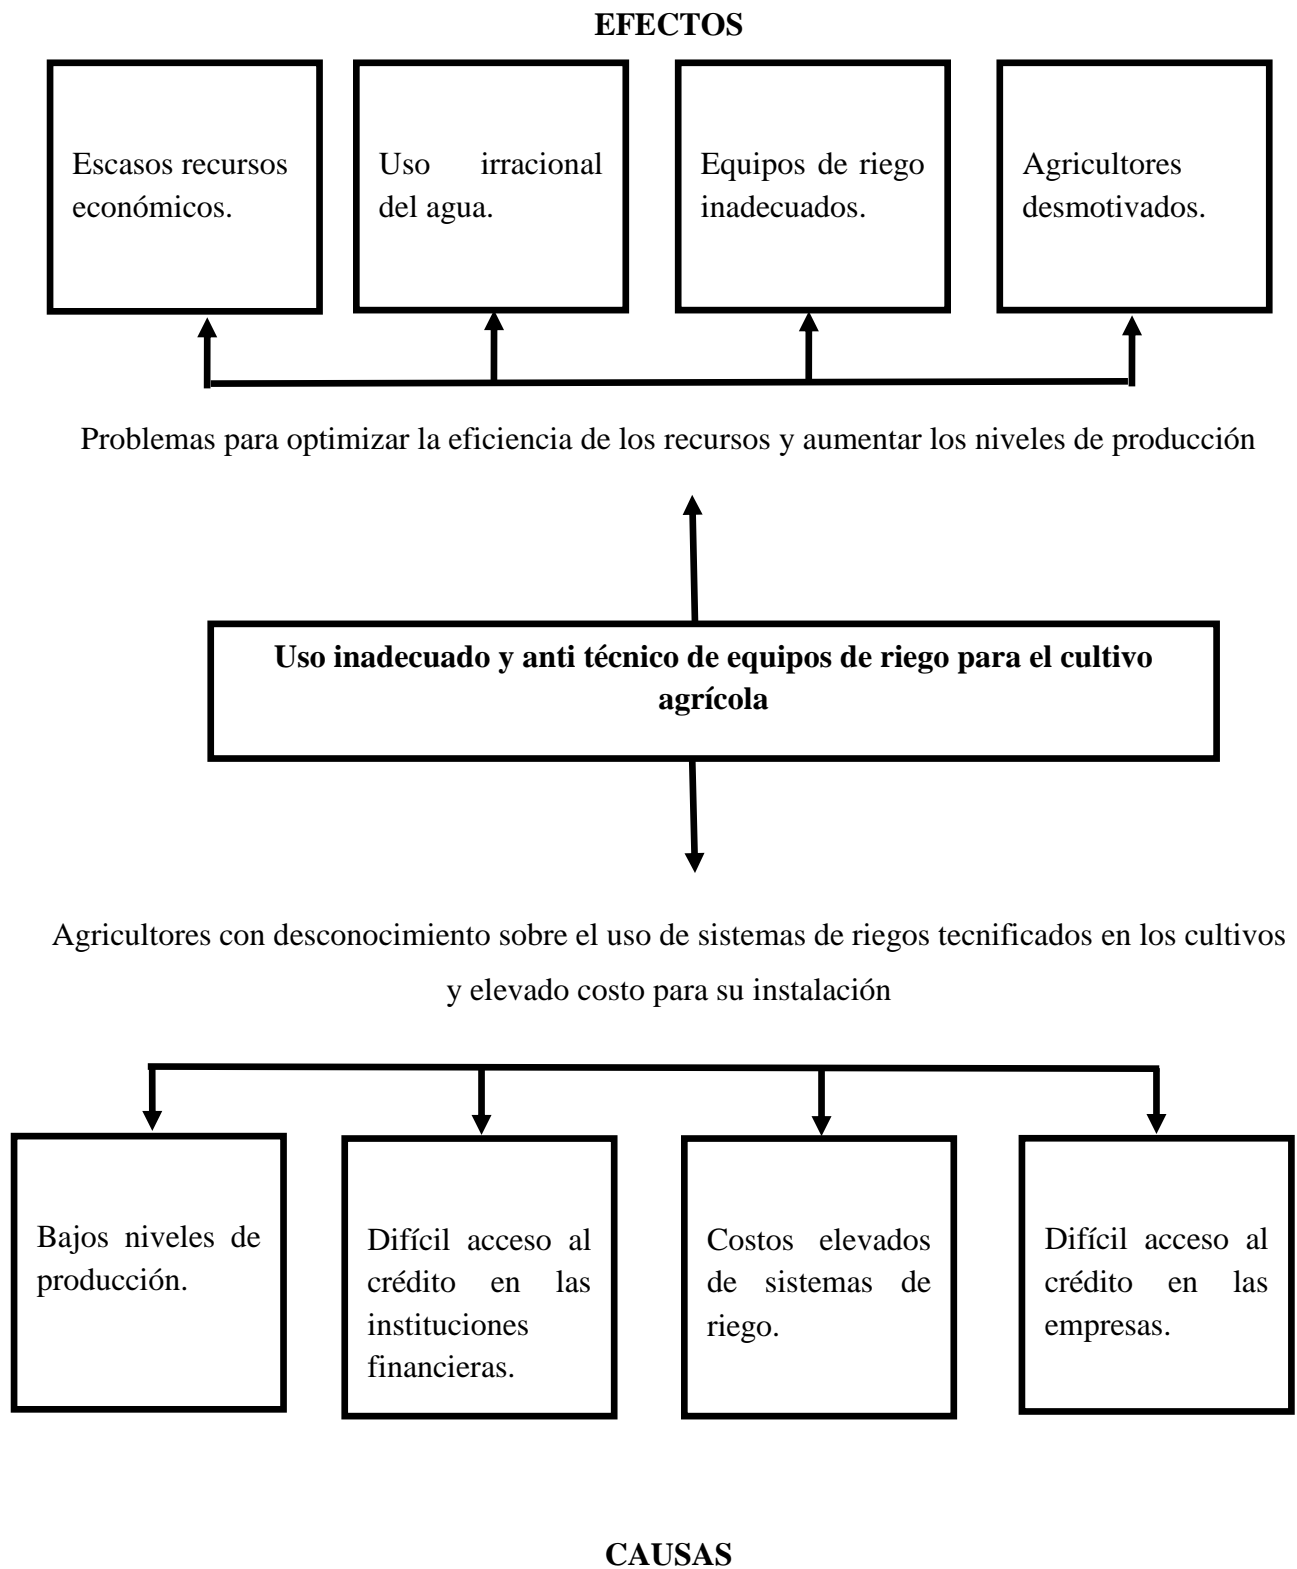 EFECTOS
Escasos recursos
económicos.
Uso irracional
del agua.
Equipos de riego
inadecuados.
Agricultores
desmotivados.
Problemas para optimizar la eficiencia de los recursos y aumentar los niveles de producción
Uso inadecuado y anti técnico de equipos de riego para el cultivo
agrícola
Agricultores con desconocimiento sobre el uso de sistemas de riegos tecnificados en los cultivos
y elevado costo para su instalación
Bajos niveles de
producción.
Difícil acceso al
crédito en las
instituciones
financieras.
Costos elevados
de sistemas de
riego.
Difícil acceso al
crédito en las
empresas.
CAUSAS